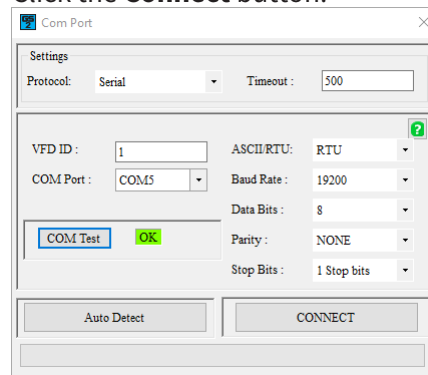 Click the Connect button.
Com Port
Settings
Protocol: Serial Timeout : 500
VFD ID : 1 ASCII/RTU: RTU
COM Port : COM5 Baud Rate : 19200
Data Bits : 8
COM Test OK Parity : NONE
Stop Bits : 1 Stop bits
Auto Detect CONNECT